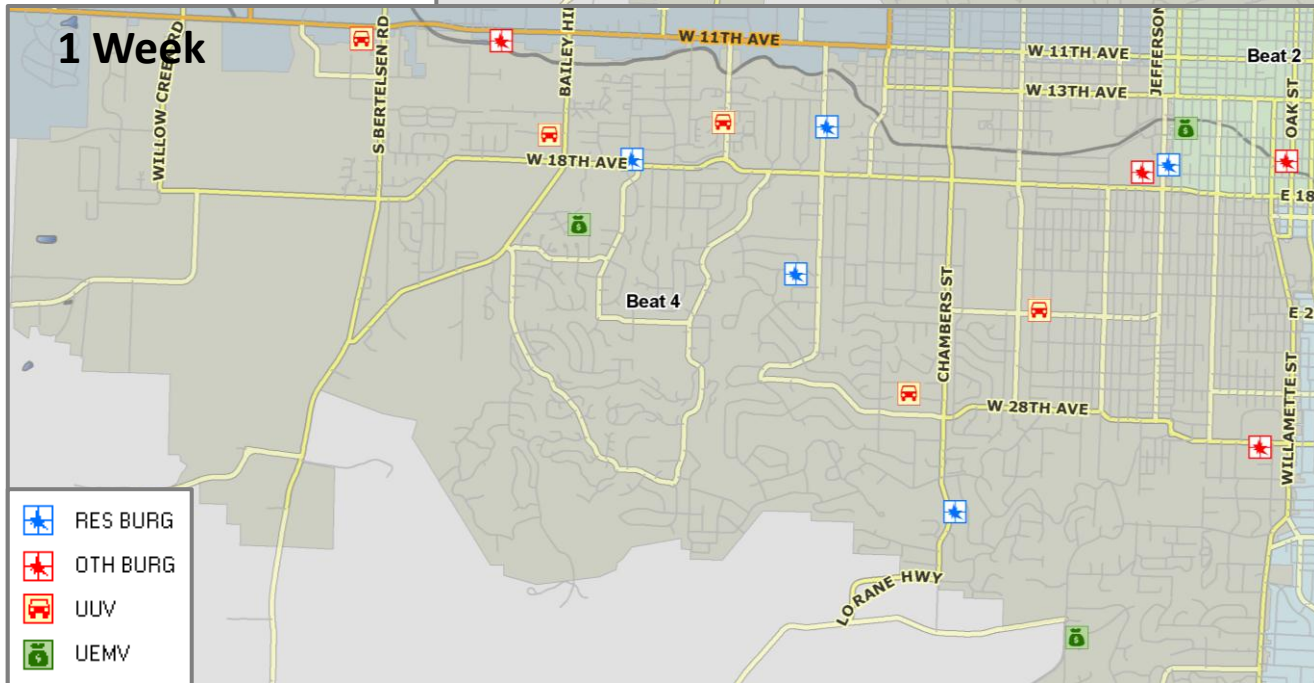 1 Week
WILLOW CREEK RD
S BERTELSEN RD
BAILEY HIL
W 11TH AVE
W 11TH AVE
JEFFERSON
Beat 2
W 13TH AVE
OAK ST
W 18TH AVE
E 18
Beat 4
CHAMBERS ST
E 2
W 28TH AVE
WILLAMETTE ST
LORANE HWY
RES BURG
OTH BURG
UUV
UEMV